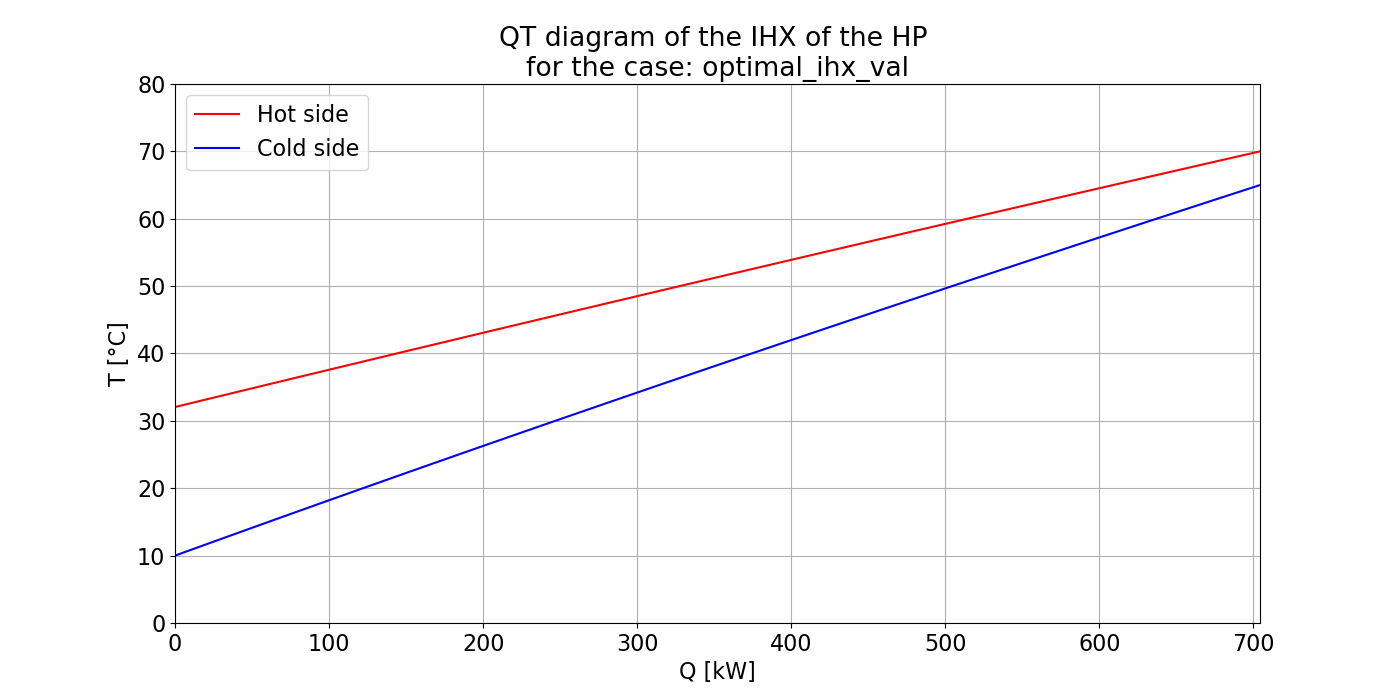 QT diagram of the IHX of the HP
for the case: optimal_ihx_val
Hot side
Cold side
80
70
60
50
40
30
20
10
0
T [°C]
0 100 200 300 400 500 600 700
Q [kW]